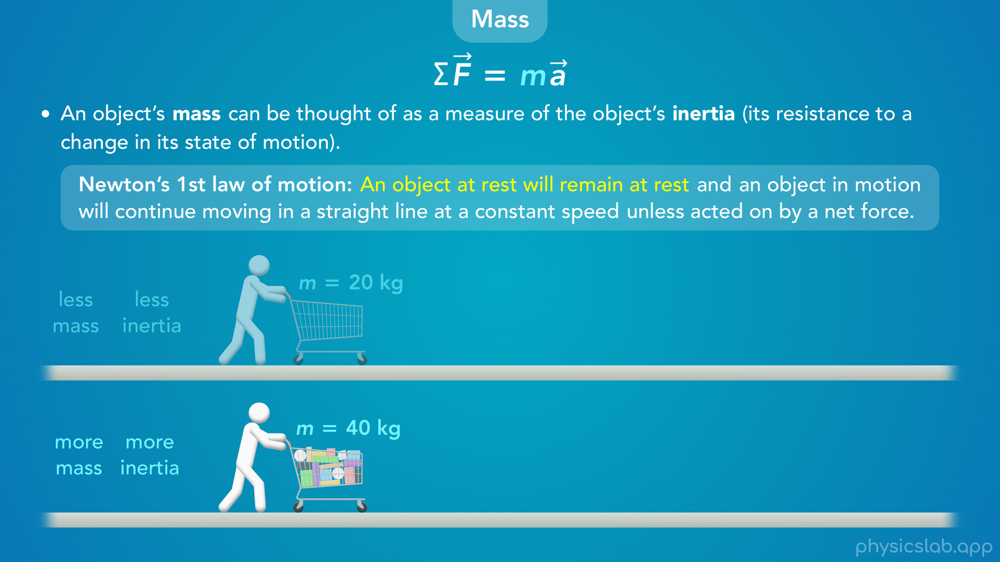 Mass
ΣF⃗ = ma⃗
• An object’s mass can be thought of as a measure of the object’s inertia (its resistance to a
change in its state of motion).
Newton’s 1st law of motion: An object at rest will remain at rest and an object in motion
will continue moving in a straight line at a constant speed unless acted on by a net force.
m = 20 kg
less less
mass inertia
m = 40 kg
more more
mass inertia
physicslab.app